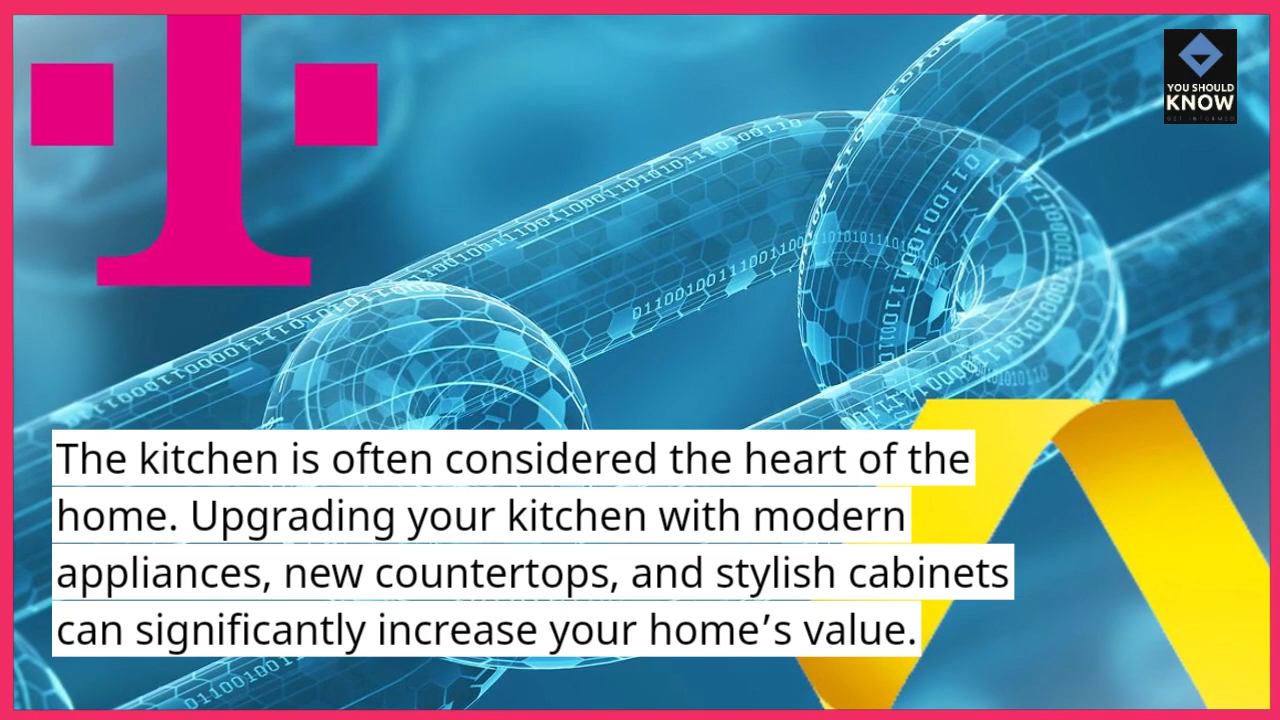 YOU SHOULD
KNOW
GET INFORMED
The kitchen is often considered the heart of the
home. Upgrading your kitchen with modern
appliances, new countertops, and stylish cabinets
can significantly increase your home’s value.